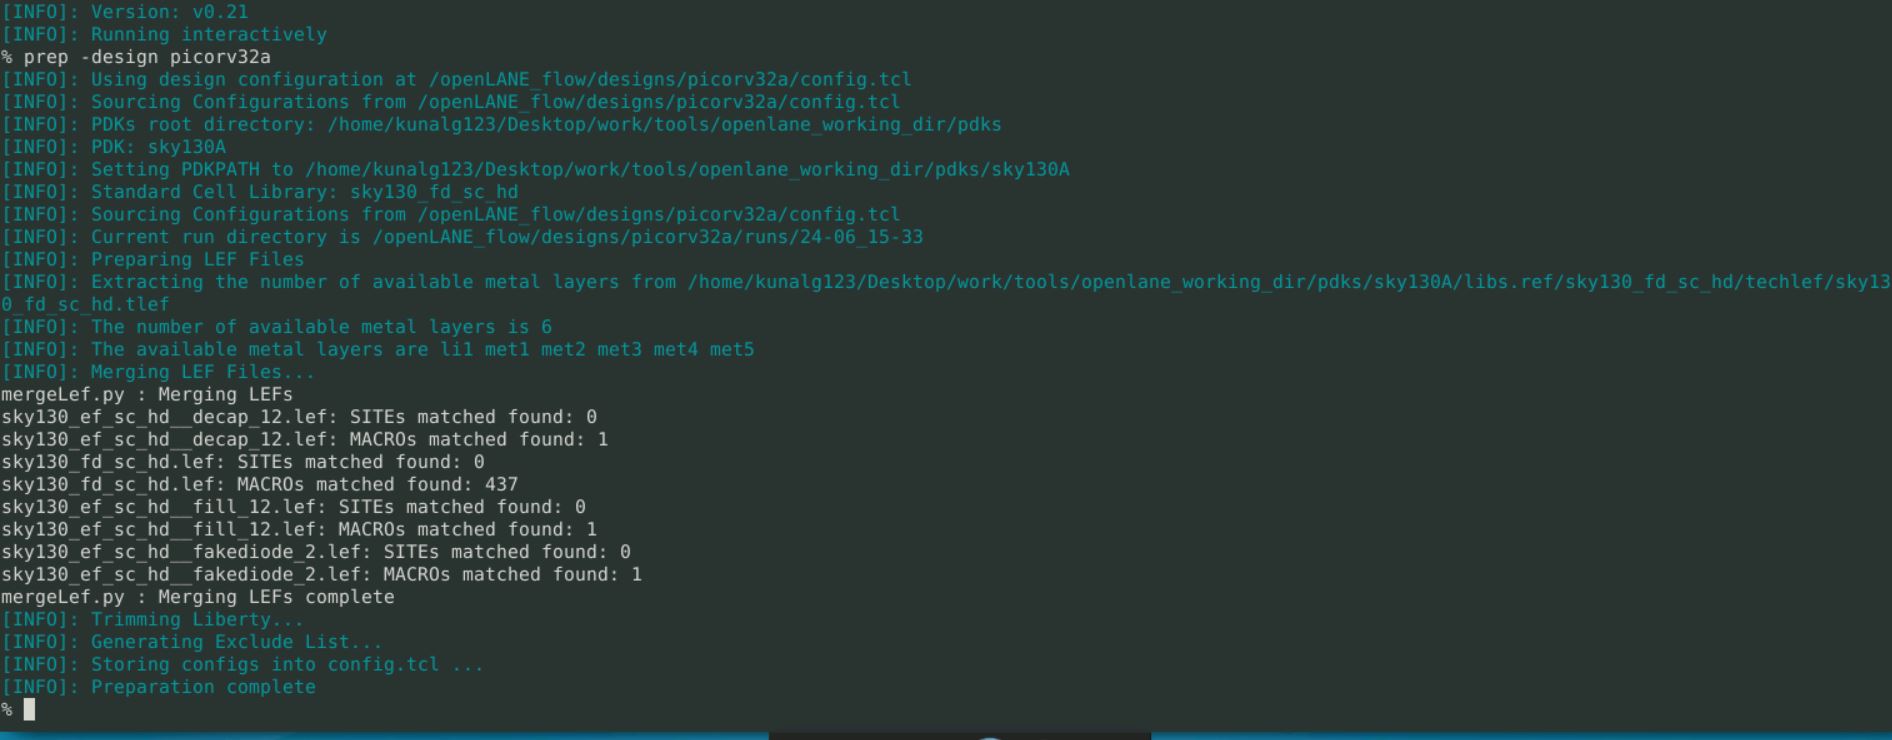 [INFO]: Version: v0.21
[INFO]: Running interactively
% prep -design picorv32a
[INFO]: Using design configuration at /openLANE_flow/designs/picorv32a/config.tcl
[INFO]: Sourcing Configurations from /openLANE_flow/designs/picorv32a/config.tcl
[INFO]: PDKs root directory: /home/kunalg123/Desktop/work/tools/openlane_working_dir/pdks
[INFO]: PDK: sky130A
[INFO]: Setting PDKPATH to /home/kunalg123/Desktop/work/tools/openlane_working_dir/pdks/sky130A
[INFO]: Standard Cell Library: sky130_fd_sc_hd
[INFO]: Sourcing Configurations from /openLANE_flow/designs/picorv32a/config.tcl
[INFO]: Current run directory is /openLANE_flow/designs/picorv32a/runs/24-06_15-33
[INFO]: Preparing LEF Files
[INFO]: Extracting the number of available metal layers from /home/kunalg123/Desktop/work/tools/openlane_working_dir/pdks/sky130A/libs.ref/sky130_fd_sc_hd/techlef/sky13
0_fd_sc_hd.tlef
[INFO]: The number of available metal layers is 6
[INFO]: The available metal layers are li1 met1 met2 met3 met4 met5
[INFO]: Merging LEF Files...
mergeLef.py : Merging LEFs
sky130_ef_sc_hd__decap_12.lef: SITEs matched found: 0
sky130_ef_sc_hd__decap_12.lef: MACROs matched found: 1
sky130_fd_sc_hd.lef: SITEs matched found: 0
sky130_fd_sc_hd.lef: MACROs matched found: 437
sky130_ef_sc_hd__fill_12.lef: SITEs matched found: 0
sky130_ef_sc_hd__fill_12.lef: MACROs matched found: 1
sky130_ef_sc_hd__fakediode_2.lef: SITEs matched found: 0
sky130_ef_sc_hd__fakediode_2.lef: MACROs matched found: 1
mergeLef.py : Merging LEFs complete
[INFO]: Trimming Liberty...
[INFO]: Generating Exclude List...
[INFO]: Storing configs into config.tcl ...
[INFO]: Preparation complete
%